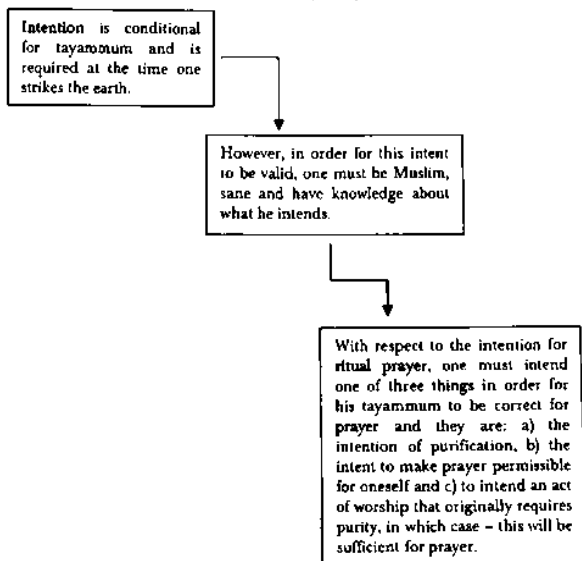 Intention is conditional
for tayammum and is
required at the time one
strikes the earth.
However, in order for this intent
to be valid, one must be Muslim,
sane and have knowledge about
what he intends.
With respect to the intention for
ritual prayer, one must intend
one of three things in order for
his tayammum to be correct for
prayer and they are: a) the
intention of purification, b) the
intent to make prayer permissible
for oneself and c) to intend an act
of worship that originally requires
purity, in which case – this will be
sufficient for prayer.